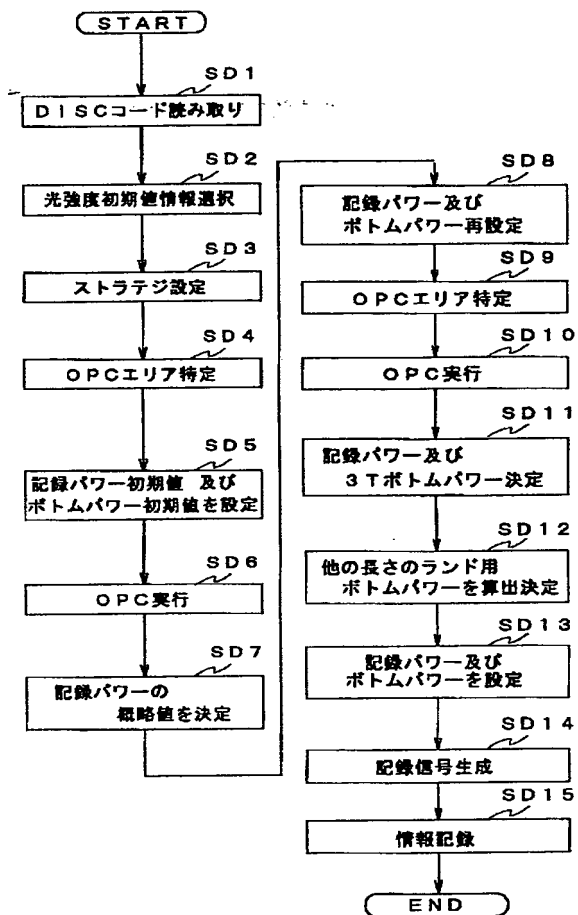 START
SD1
DISCコード読み取り
SD2
光強度初期値情報選択
SD3
ストラテジ設定
SD4
OPCエリア特定
SD5
記録パワー初期値 及び
ボトムパワー初期値を設定
SD6
OPC実行
SD7
記録パワーの
概略値を決定
SD8
記録パワー及び
ボトムパワー再設定
SD9
OPCエリア特定
SD10
OPC実行
SD11
記録パワー及び
3Tボトムパワー決定
SD12
他の長さのランド用
ボトムパワーを算出決定
SD13
記録パワー及び
ボトムパワーを設定
SD14
記録信号生成
SD15
情報記録
END